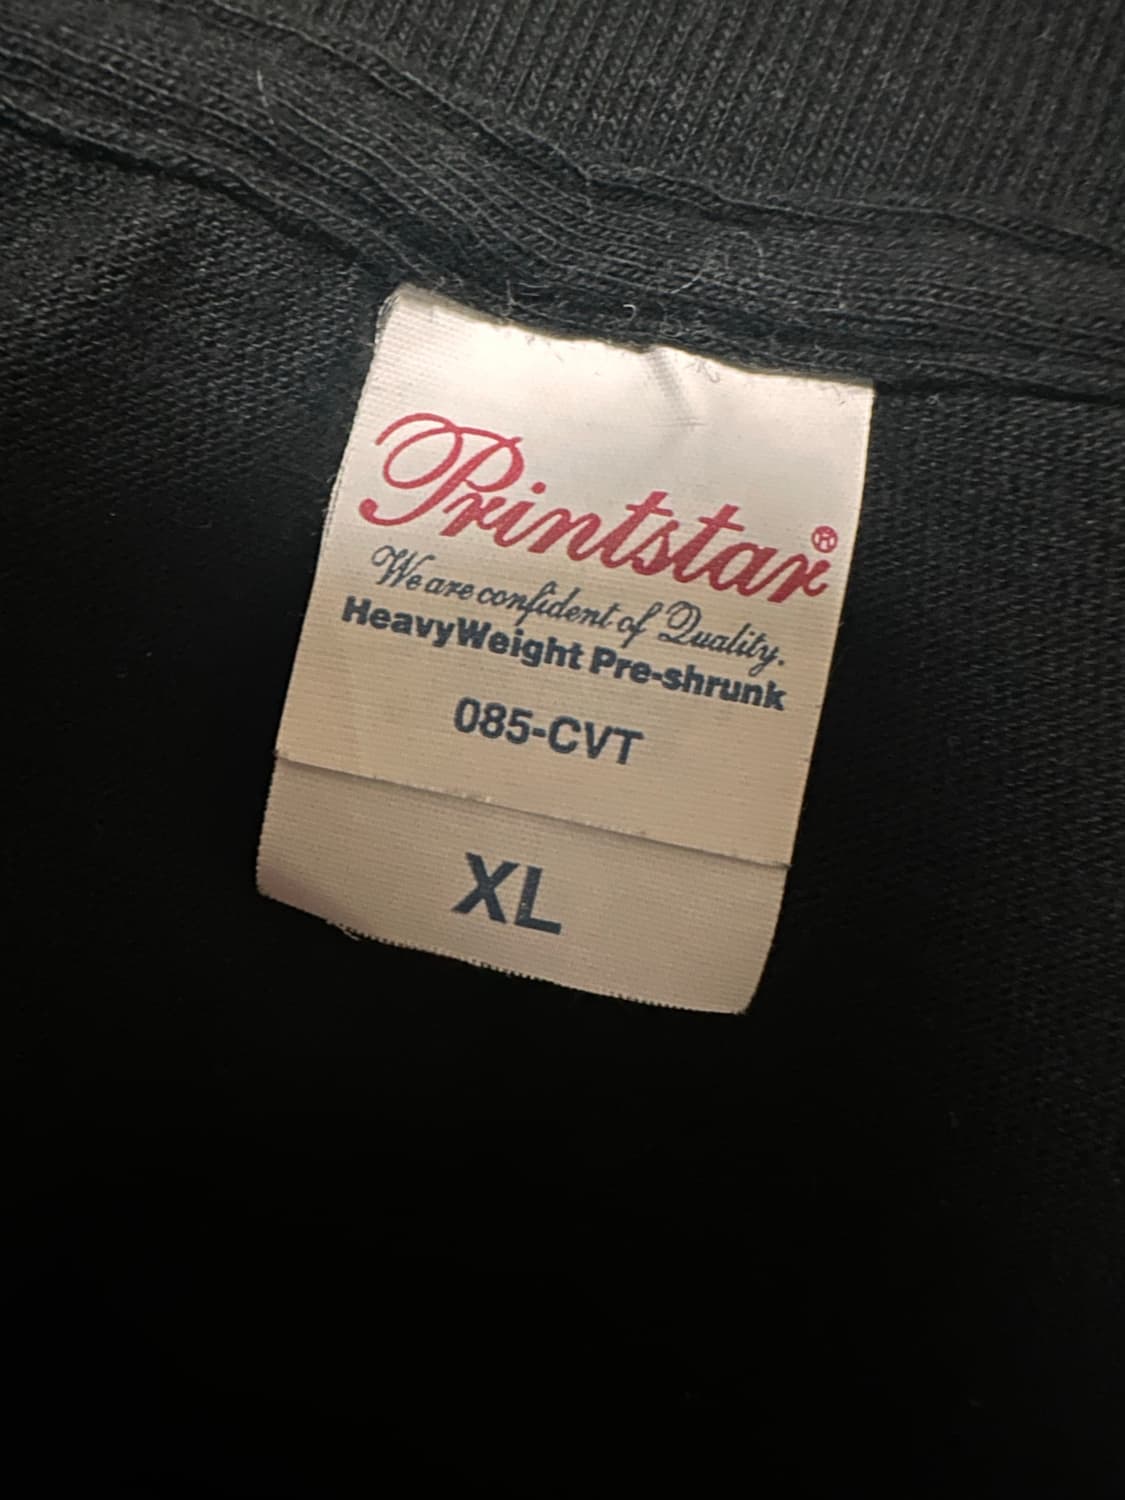 Printstar®
We are confident of Quality.
HeavyWeight Pre-shrunk
085-CVT
XL